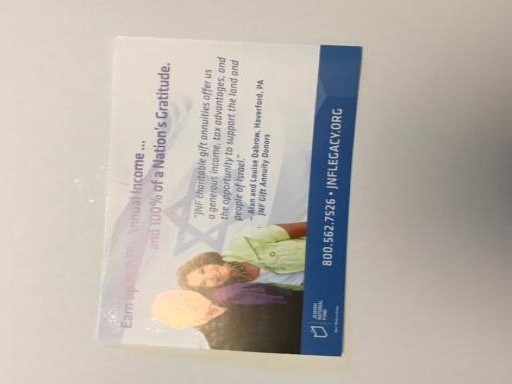 Earn up Annual Income ...
and 100% of a Nation's Gratitude.
"JNF charitable gift annuities offer us
a generous income, tax advantages, and
the opportunity to support the land and
people of Israel."
—Alan and Louise Dabrow, Haverford, PA
JNF Gift Annuity Donors
JEWISH
NATIONAL
FUND
800.562.7526 • JNFLEGACY.ORG